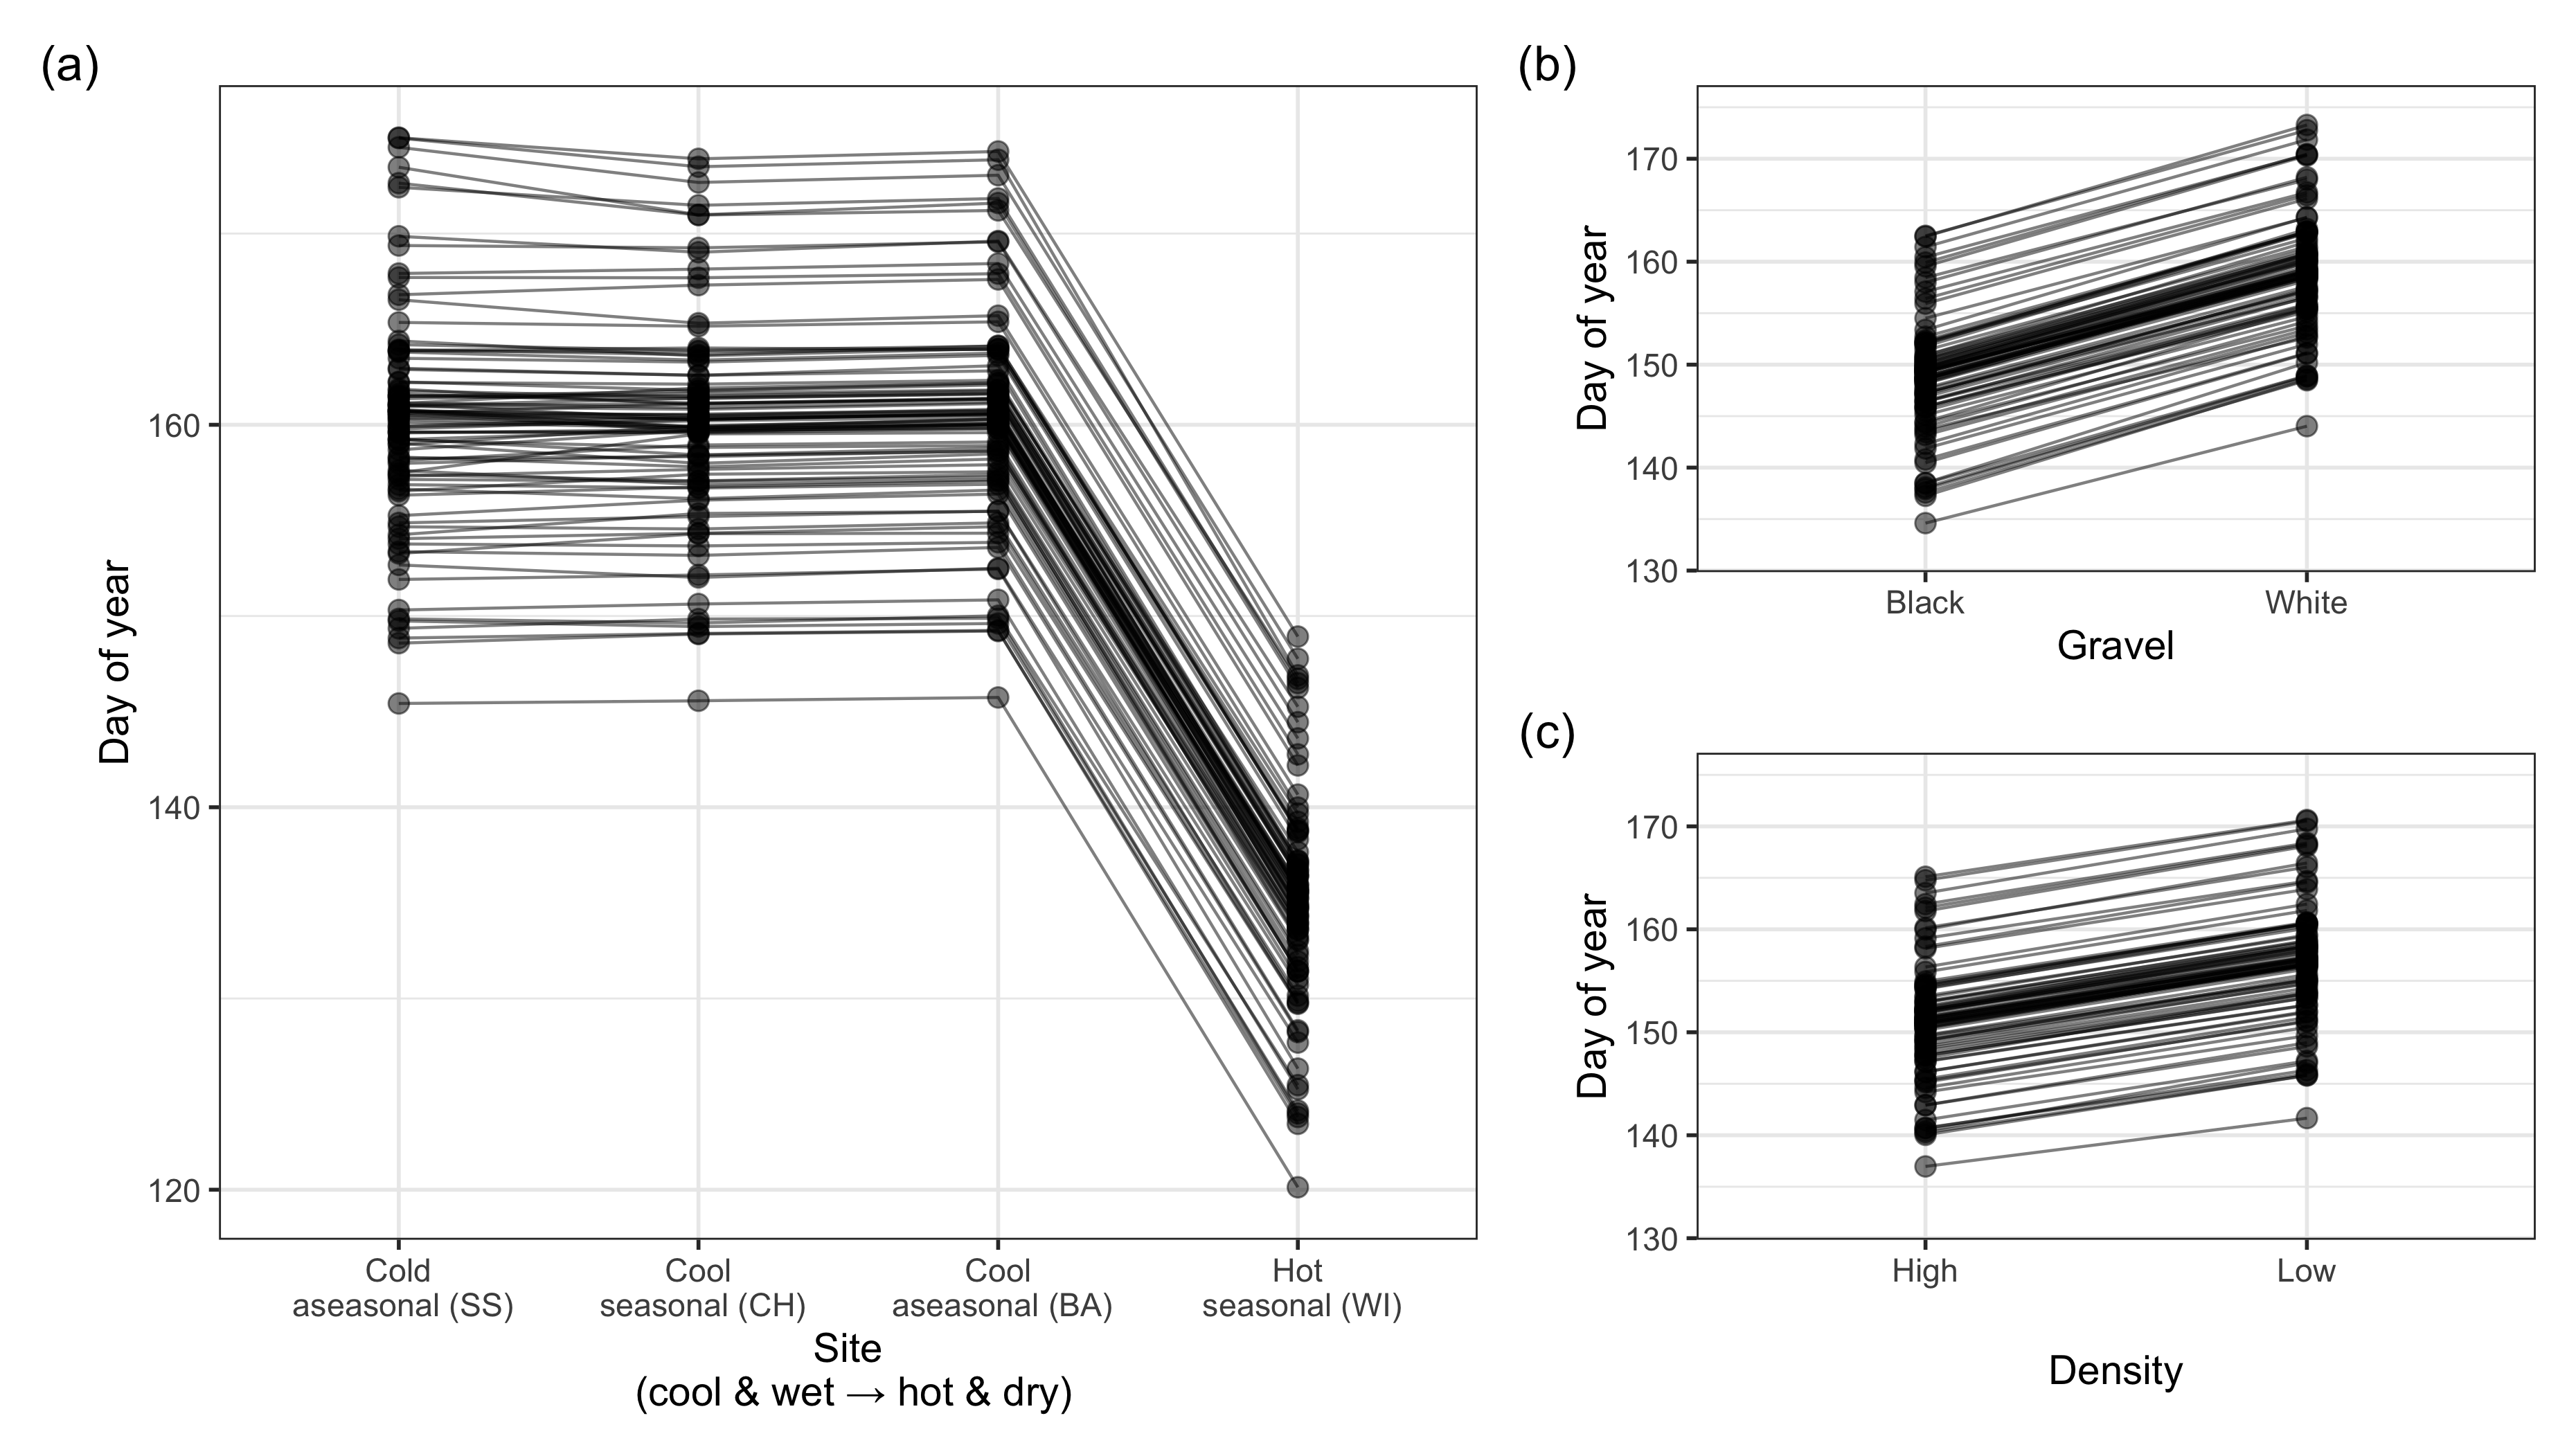 (a)
Day of year
160
140
120
Cold
aseasonal (SS)
Cool
seasonal (CH)
Cool
aseasonal (BA)
Hot
seasonal (WI)
Site
(cool & wet → hot & dry)
(b)
Day of year
170
160
150
140
130
Black
White
Gravel
(c)
Day of year
170
160
150
140
130
High
Low
Density